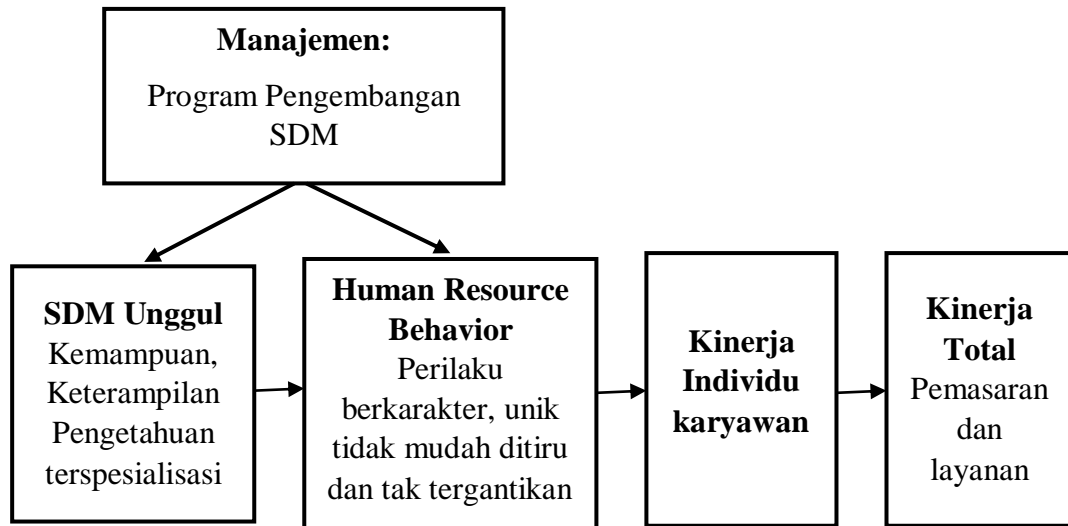 Manajemen:
Program Pengembangan
SDM
SDM Unggul
Kemampuan,
Keterampilan
Pengetahuan
terspesialisasi
Human Resource
Behavior
Perilaku
berkarakter, unik
tidak mudah ditiru
dan tak tergantikan
Kinerja
Individu
karyawan
Kinerja
Total
Pemasaran
dan
layanan